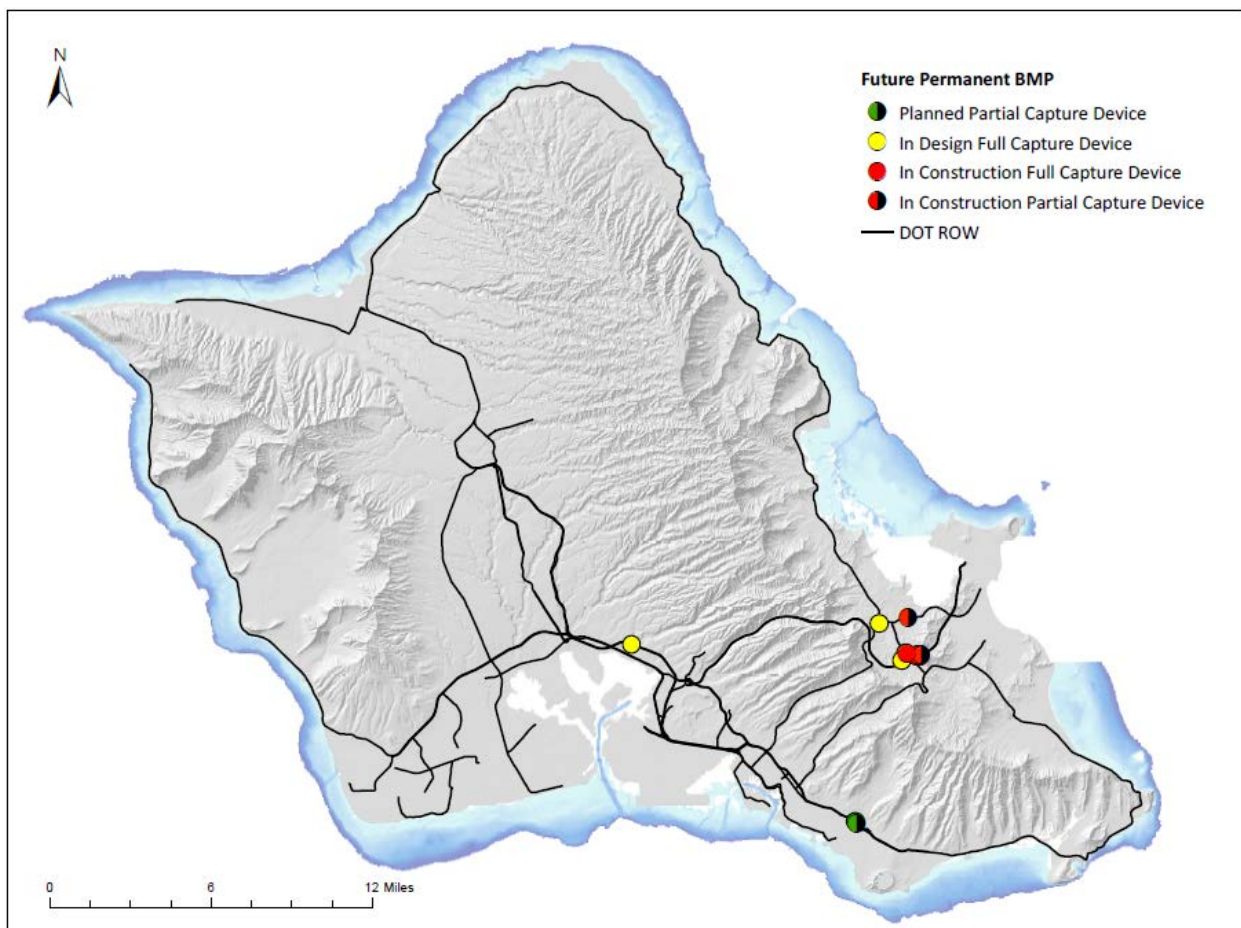 N
Future Permanent BMP
Planned Partial Capture Device
In Design Full Capture Device
In Construction Full Capture Device
In Construction Partial Capture Device
DOT ROW
0 6 12 Miles